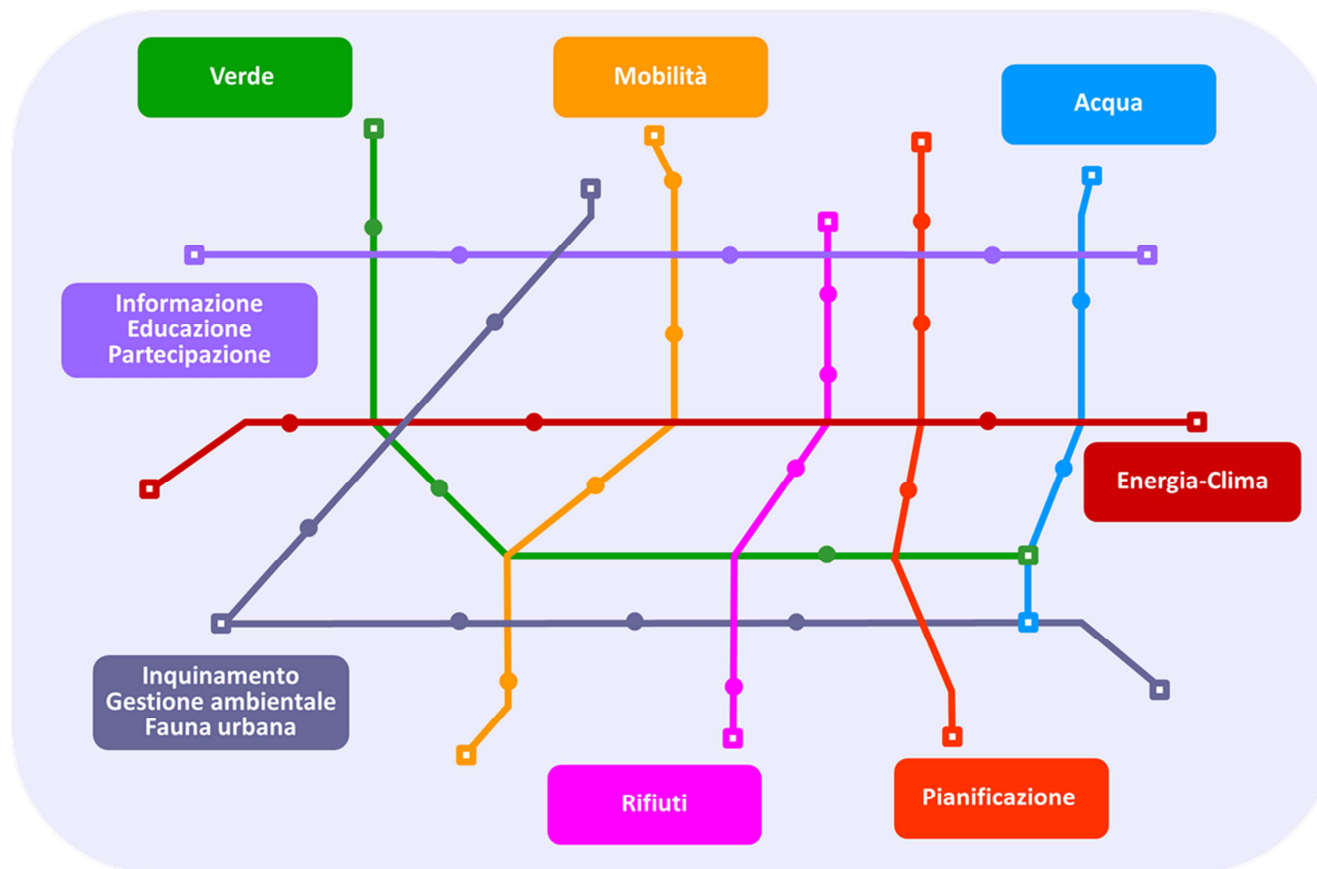 Verde
Mobilità
Acqua
Informazione
Educazione
Partecipazione
Energia-Clima
Inquinamento
Gestione ambientale
Fauna urbana
Rifiuti
Pianificazione